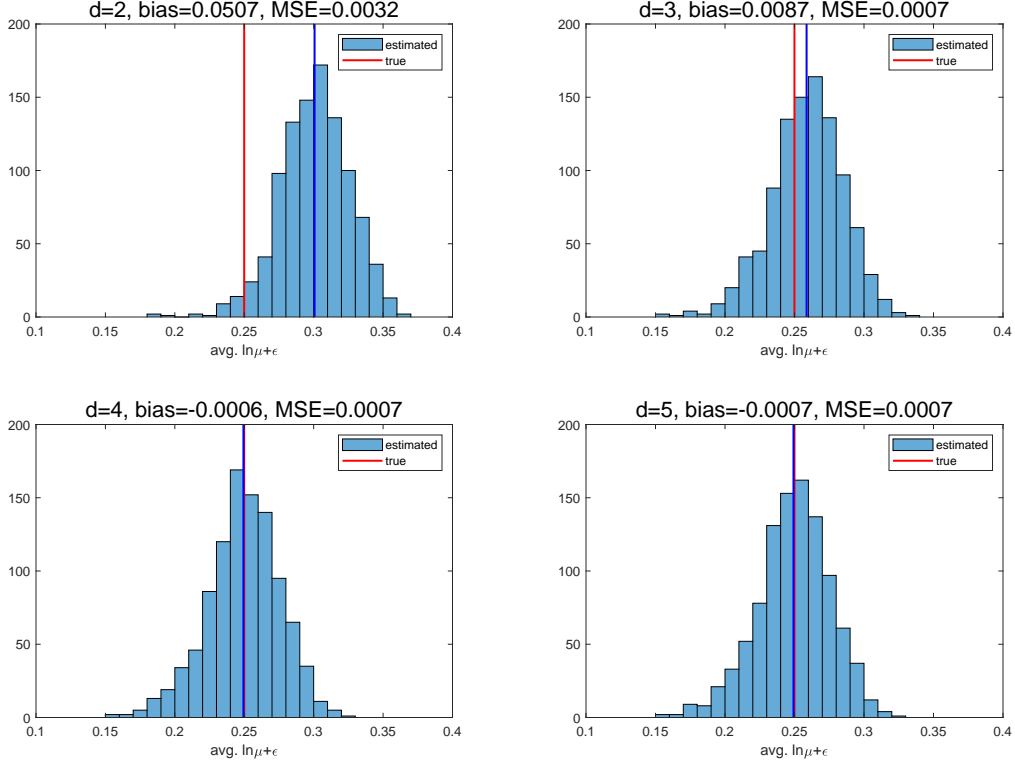 d=2, bias=0.0507, MSE=0.0032
200
150
100
50
0
0.1 0.2 0.25 0.3 0.35 0.4
avg. lnμ+ϵ
estimated
true
d=3, bias=0.0087, MSE=0.0007
200
150
100
50
0
0.1 0.15 0.2 0.25 0.3 0.35 0.4
avg. lnμ+ϵ
estimated
true
d=4, bias=-0.0006, MSE=0.0007
200
150
100
50
0
0.1 0.15 0.2 0.25 0.3 0.35 0.4
avg. lnμ+ϵ
estimated
true
d=5, bias=-0.0007, MSE=0.0007
200
150
100
50
0
0.1 0.15 0.2 0.25 0.3 0.35 0.4
avg. lnμ+ϵ
estimated
true